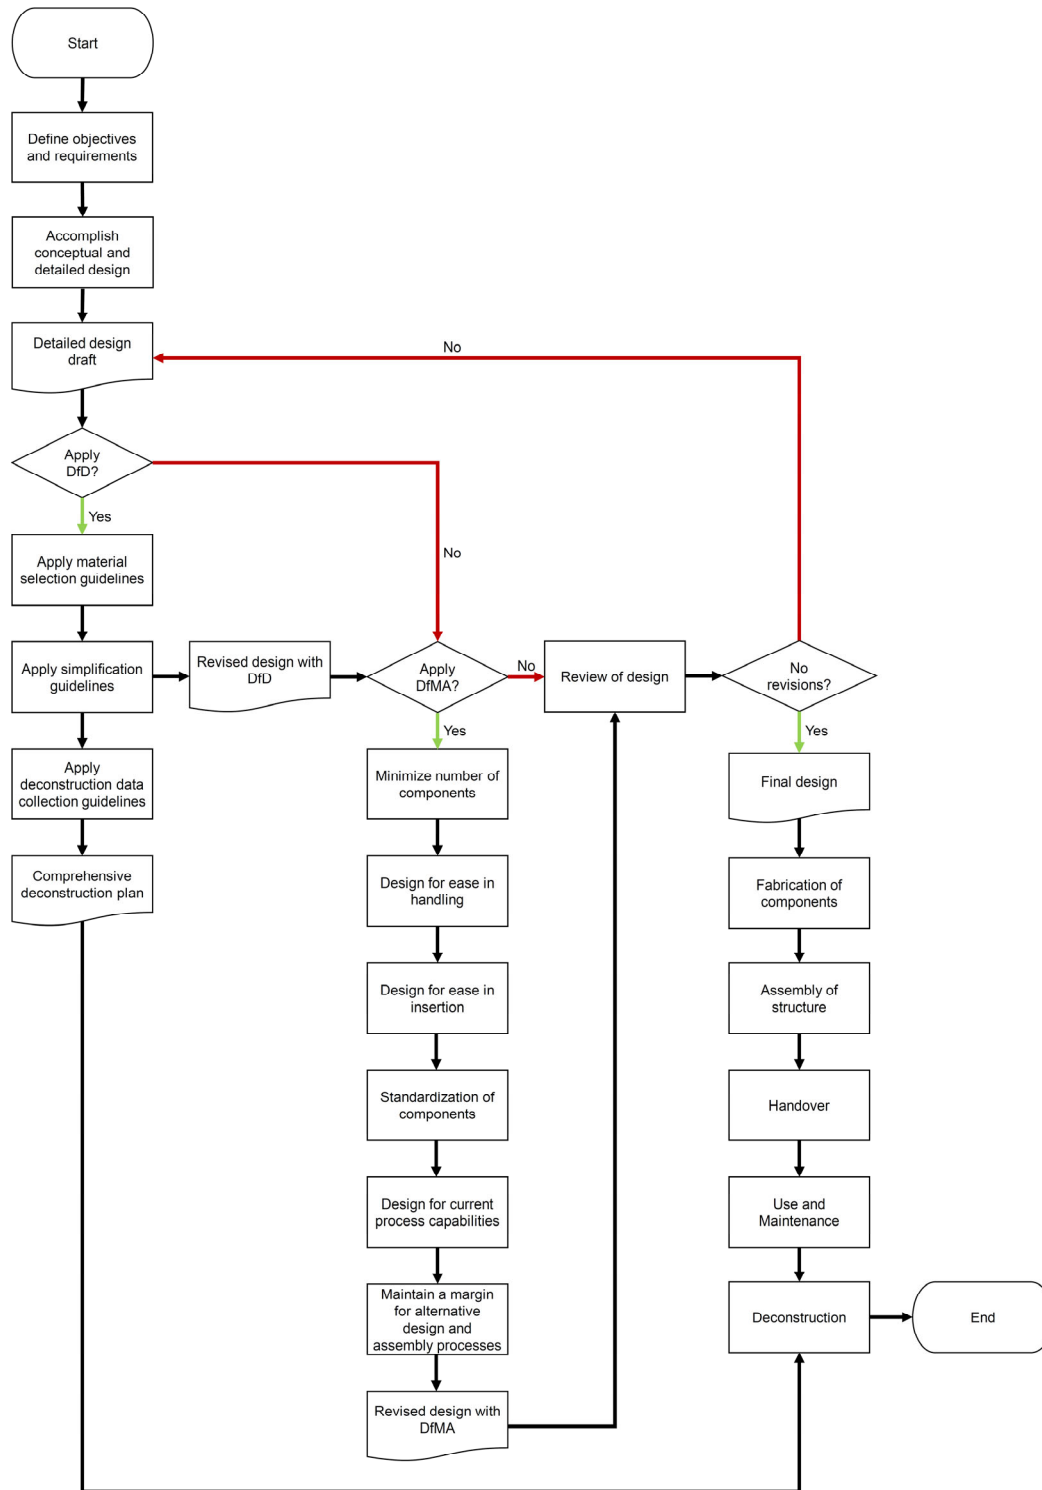 Start
Define objectives
and requirements
Accomplish
conceptual and
detailed design
Detailed design
draft
No
Apply
DfD?
Yes
No
Apply material
selection guidelines
Apply simplification
guidelines
Revised design with
DfD
Apply
DfMA?
No
Yes
Review of design
No
revisions?
Yes
Apply
deconstruction data
collection guidelines
Comprehensive
deconstruction plan
Minimize number of
components
Design for ease in
handling
Design for ease in
insertion
Standardization of
components
Design for current
process capabilities
Maintain a margin
for alternative
design and
assembly processes
Revised design with
DfMA
Final design
Fabrication of
components
Assembly of
structure
Handover
Use and
Maintenance
Deconstruction
End